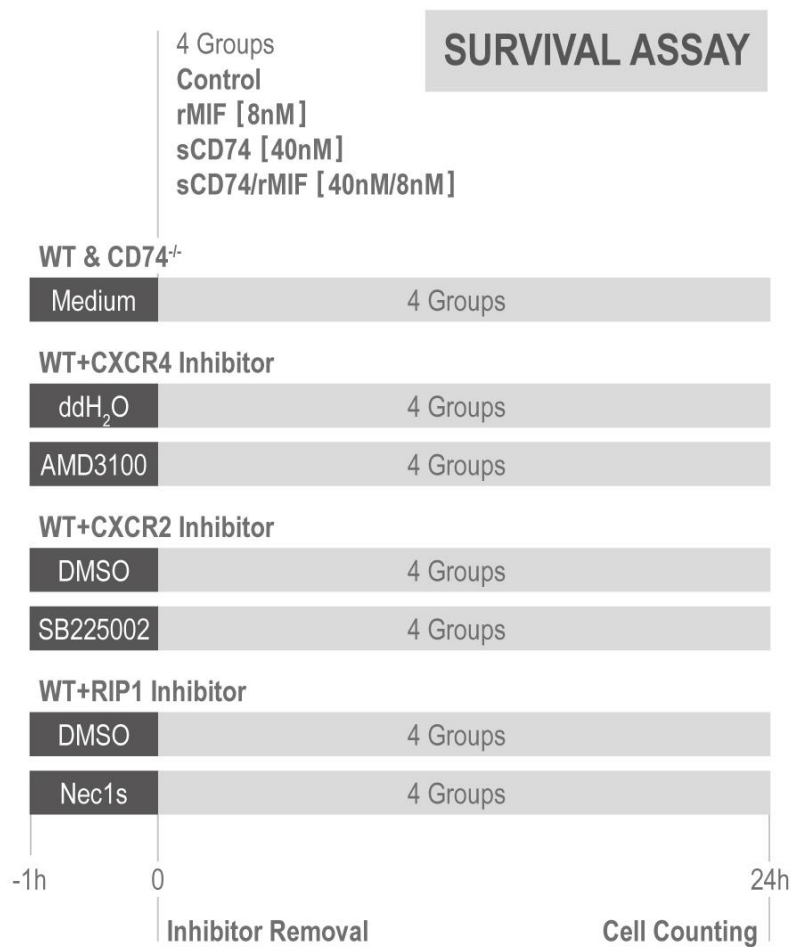 SURVIVAL ASSAY
4 Groups
Control
rMIF [8nM]
sCD74 [40nM]
sCD74/rMIF [40nM/8nM]
WT & CD74-/-
Medium 4 Groups
WT+CXCR4 Inhibitor
ddH2O 4 Groups
AMD3100 4 Groups
WT+CXCR2 Inhibitor
DMSO 4 Groups
SB225002 4 Groups
WT+RIP1 Inhibitor
DMSO 4 Groups
Nec1s 4 Groups
-1h 0 24h
Inhibitor Removal Cell Counting